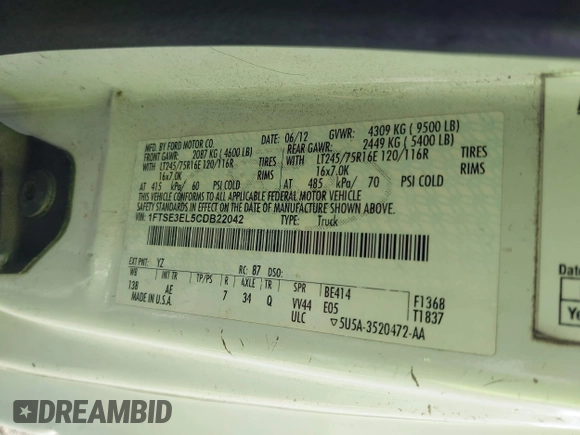 MFD. BY FORD MOTOR CO.
DATE: 06/12 GVWR: 4309 KG ( 9500 LB)
FRONT GAWR: 2087 KG (4600 LB) REAR GAWR: 2449 KG ( 5400 LB)
WITH LT245/75R16E 120/116R TIRES WITH LT245/75R16E 120/116R TIRES
16x7.0K RIMS 16x7.0K RIMS
AT 415 kPa/ 60 PSI COLD AT 485 kPa/ 70 PSI COLD
THIS VEHICLE CONFORMS TO ALL APPLICABLE FEDERAL MOTOR VEHICLE
SAFETY STANDARDS IN EFFECT ON THE DATE OF MANUFACTURE SHOWN ABOVE.
VIN: 1FTSE3EL5CDB22042 TYPE: Truck
EXT PNT: YZ RC: 87 DSO:
WB INT TR TP/PS R AXLE TR SPR BE414 F1368
138 AE 7 34 Q VV44 E05 T1837
MADE IN U.S.A. ULC ▽5U5A-3520472-AA
Date
Ye
DREAMBID